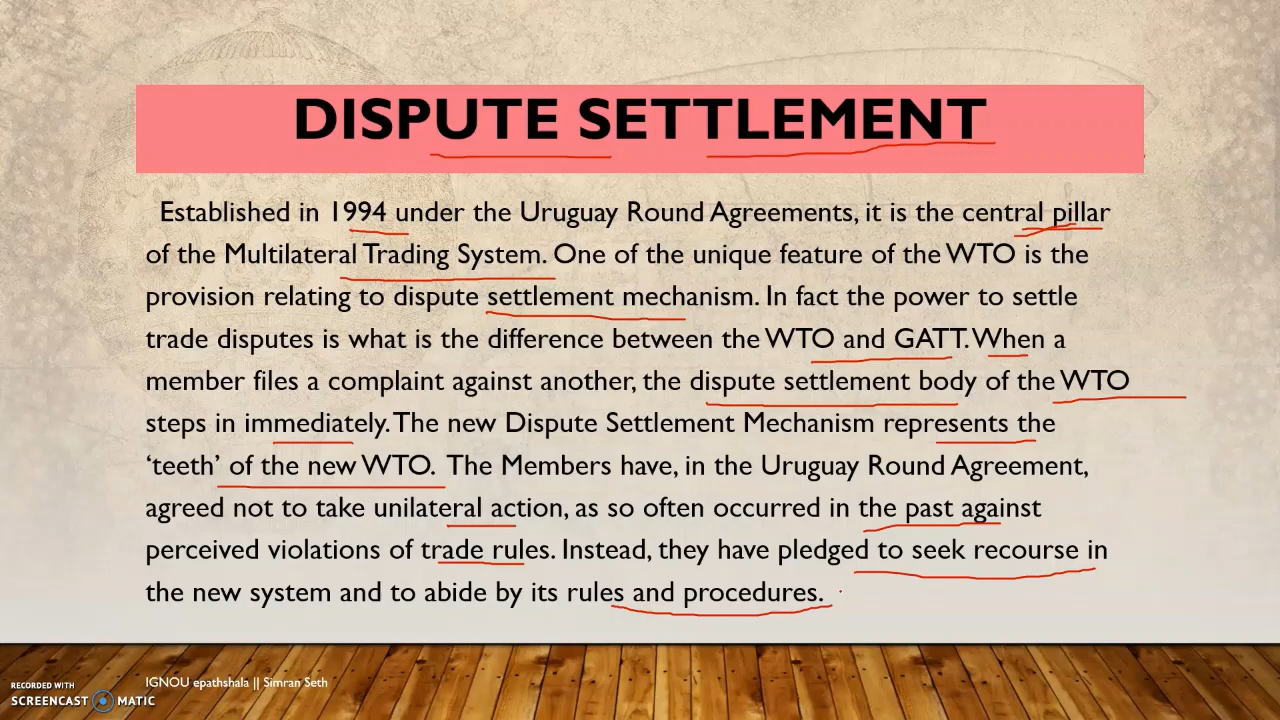 DISPUTE SETTLEMENT
Established in 1994 under the Uruguay Round Agreements, it is the central pillar
of the Multilateral Trading System. One of the unique feature of the WTO is the
provision relating to dispute settlement mechanism. In fact the power to settle
trade disputes is what is the difference between the WTO and GATT. When a
member files a complaint against another, the dispute settlement body of the WTO
steps in immediately. The new Dispute Settlement Mechanism represents the
‘teeth’ of the new WTO. The Members have, in the Uruguay Round Agreement,
agreed not to take unilateral action, as so often occurred in the past against
perceived violations of trade rules. Instead, they have pledged to seek recourse in
the new system and to abide by its rules and procedures.
IGNOU epathshala || Simran Seth
RECORDED WITH
SCREENCAST MATIC